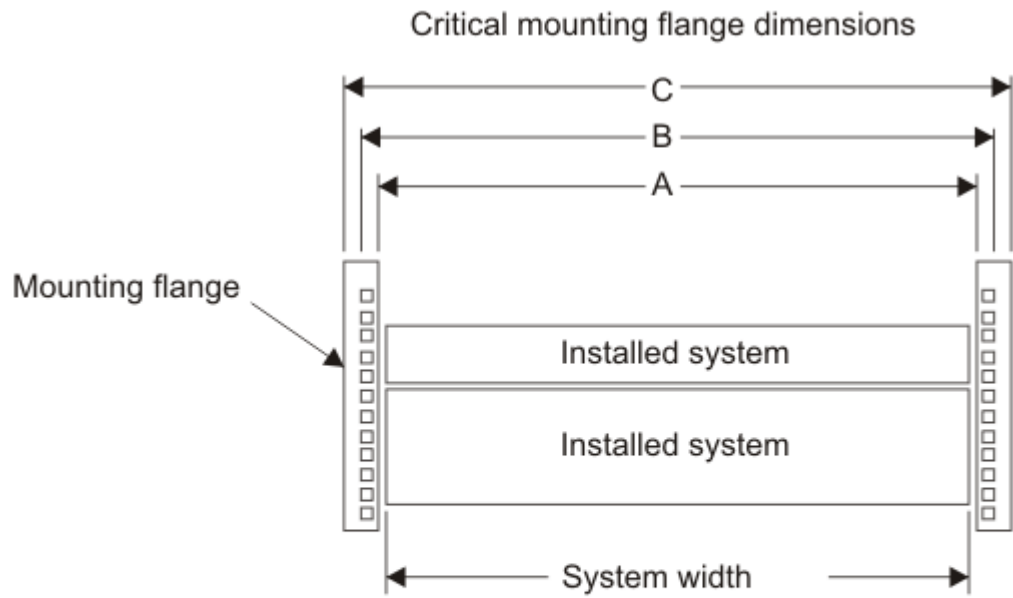 Critical mounting flange dimensions
C
B
A
Mounting flange
Installed system
Installed system
System width